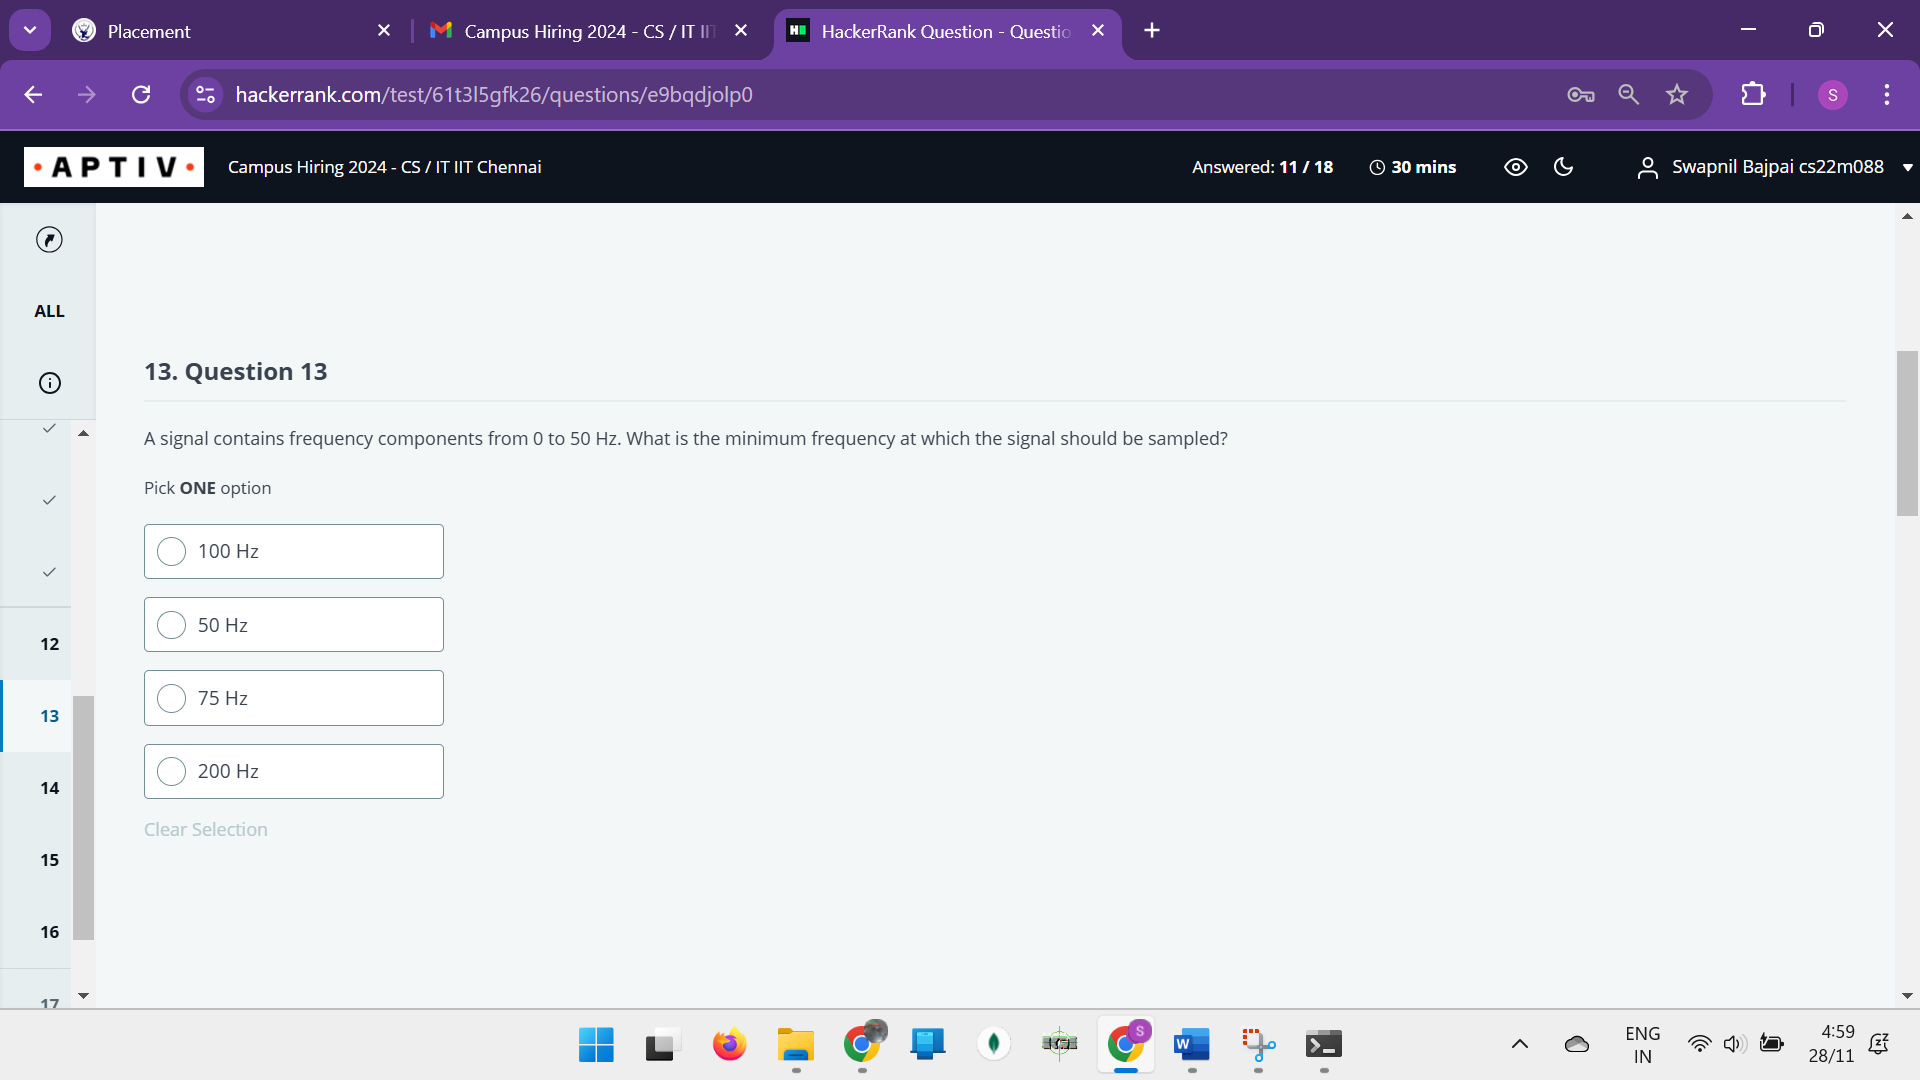 Placement
Campus Hiring 2024 - CS / IT II
HackerRank Question - Questio
hackerrank.com/test/61t3l5gfk26/questions/e9bqdjolp0
S
• APTIV •
Campus Hiring 2024 - CS / IT IIT Chennai
Answered: 11 / 18
30 mins
Swapnil Bajpai cs22m088
ALL
13. Question 13
A signal contains frequency components from 0 to 50 Hz. What is the minimum frequency at which the signal should be sampled?
Pick ONE option
100 Hz
50 Hz
75 Hz
200 Hz
Clear Selection
12
13
14
15
16
17
S
W
ENG
IN
4:59
28/11